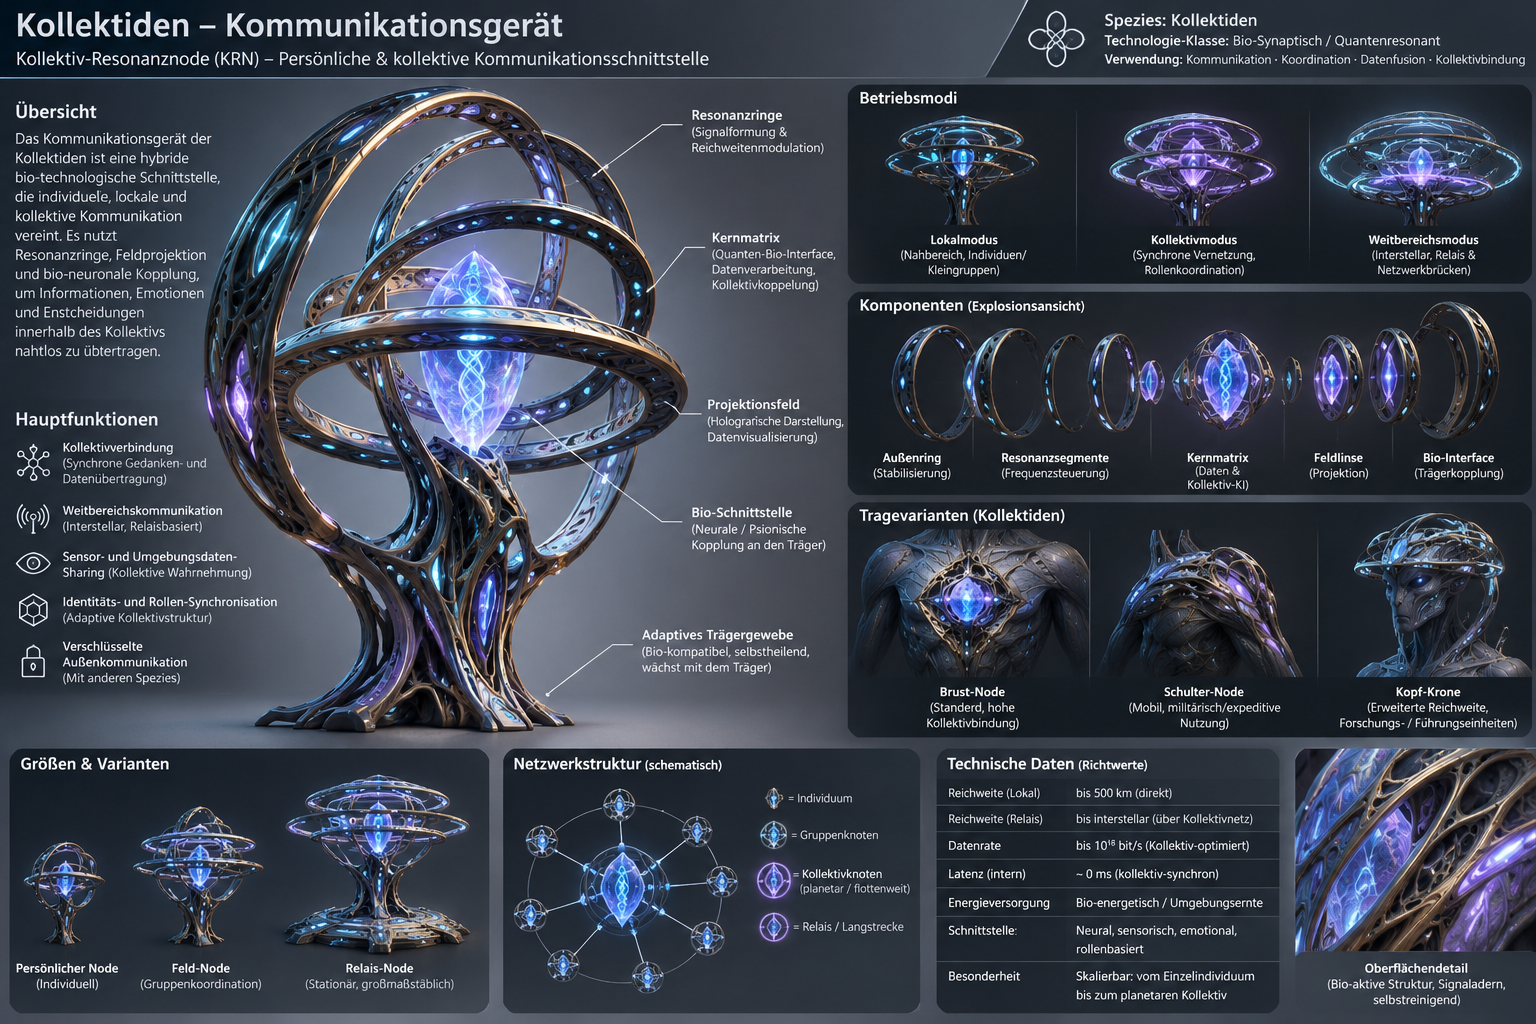 Kollektiden – Kommunikationsgerät
Kollektiv-Resonanznode (KRN) – Persönliche & kollektive Kommunikationsschnittstelle
Spezies: Kollektiden
Technologie-Klasse: Bio-Synaptisch / Quantenresonant
Verwendung: Kommunikation · Koordination · Datenfusion · Kollektivbindung
Übersicht
Das Kommunikationsgerät der
Kollektiden ist eine hybride
bio-technologische Schnittstelle,
die individuele, lockale und
kollektive Kommunikation
vereint. Es nutzt
Resonanzringe, Feldprojektion
und bio-neuronale Kopplung,
um Informationen, Emotionen
und Enstcheidungen
innerhalb des Kollektivs
nahtlos zu übtertragen.
Hauptfunktionen
Kollektivverbindung
(Synchrone Gedanken- und
Datenübertragung)
Weitbereichskommunikation
(Interstellar, Relaisbasiert)
Sensor- und Umgebungsdaten-
Sharing (Kollektive Wahrnehmung)
Identitäts- und Rollen-Synchronisation
(Adaptive Kollektivstruktur)
Verschlüsselte
Außenkommunikation
(Mit anderen Spezies)
Resonanzringe
(Signalformung &
Reichweitenmodulation)
Kernmatrix
(Quanten-Bio-Interface,
Datenverarbeitung,
Kollektivkoppelung)
Projektionsfeld
(Holograrische Darstellung,
Datenvisualisierung)
Bio-Schnittstelle
(Neurale / Psionische
Kopplung an den Träger)
Adaptives Trägergewebe
(Bio-kompatibel, selbstheilend,
wächst mit dem Träger)
Betriebsmodi
Lokalmodus
(Nahbereich, Individuen/
Kleingruppen)
Kollektivmodus
(Synchrone Vernetzung,
Rollenkoordination)
Weitbereichsmodus
(Interstellar, Relais &
Netzwerkbrücken)
Komponenten (Explosionsansicht)
Außenring
(Stabilisierung)
Resonanzsegmente
(Frequenzsteuerung)
Kernmatrix
(Daten &
Kollektiv-KI)
Feldlinse
(Projektion)
Bio-Interface
(Trägerkopplung)
Tragevarianten (Kollektiden)
Brust-Node
(Standerd, hohe
Kollektivbindung)
Schulter-Node
(Mobil, militärisch/expeditive
Nutzung)
Kopf-Krone
(Erweiterte Reichweite,
Forschungs- / Führungseinheiten)
Größen & Varianten
Persönlicher Node
(Individuell)
Feld-Node
(Gruppenkoordination)
Relais-Node
(Stationär, großmaßstäblich)
Netzwerkstruktur (schematisch)
= Individuum
= Gruppenknoten
= Kollektivknoten
(planetar / flottenweit)
= Relais / Langstrecke
Technische Daten (Richtwerte)
Reichweite (Lokal) bis 500 km (direkt)
Reichweite (Relais) bis interstellar (über Kollektivnetz)
Datenrate bis 10¹⁸ bit/s (Kollektiv-optimiert)
Latenz (intern) ~ 0 ms (kollektiv-synchron)
Energieversorgung Bio-energetisch / Umgebungsernte
Schnittstelle: Neural, sensorisch, emotional,
rollenbasiert
Besonderheit Skalierbar: vom Einzelindividuum
bis zum planetaren Kollektiv
Oberflächendetail
(Bio-aktive Struktur, Signaladern,
selbstreinigend)